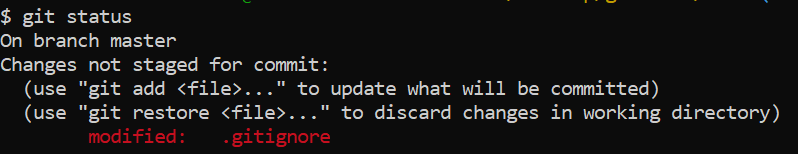 $ git status
On branch master
Changes not staged for commit:
  (use "git add <file>..." to update what will be committed)
  (use "git restore <file>..." to discard changes in working directory)
        modified:   .gitignore